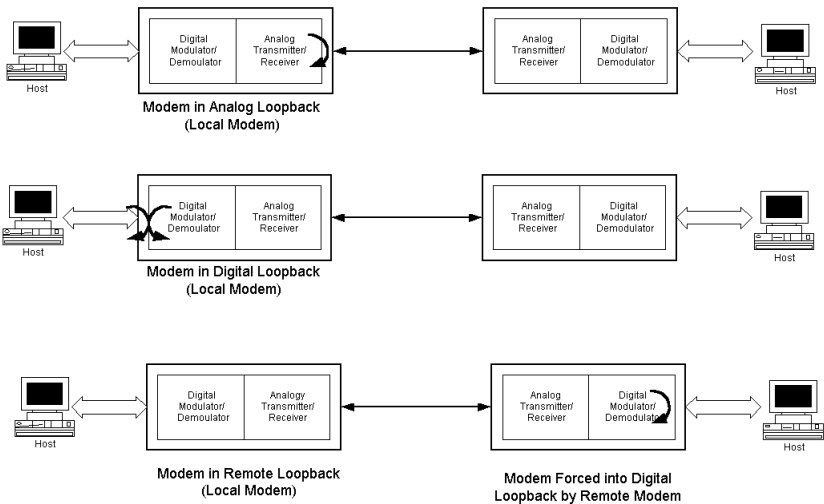 Digital
Modulator/
Demoulator
Analog
Transmitter/
Receiver
Analog
Transmitter/
Receiver
Digital
Modulator/
Demodulator
Host
Host
Modem in Analog Loopback
(Local Modem)
Digital
Modulator/
Demoulator
Analog
Transmitter/
Receiver
Analog
Transmitter/
Receiver
Digital
Modulator/
Demodulator
Host
Host
Modem in Digital Loopback
(Local Modem)
Digital
Modulator/
Demoulator
Analogy
Transmitter/
Receiver
Analog
Transmitter/
Receiver
Digital
Modulator/
Demodulator
Host
Host
Modem in Remote Loopback
(Local Modem)
Modem Forced into Digital
Loopback by Remote Modem